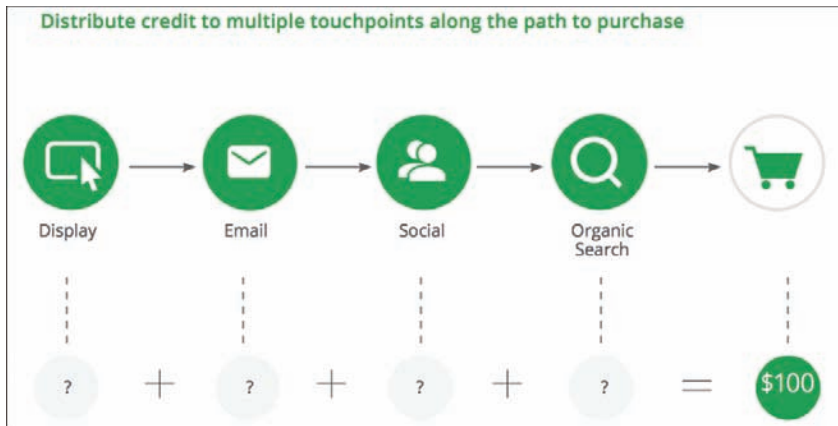 Distribute credit to multiple touchpoints along the path to purchase
Display
Email
Social
Organic
Search
? + ? + ? + ? = $100